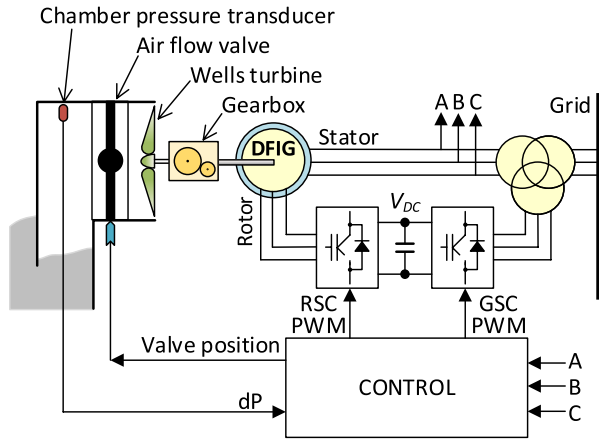 Chamber pressure transducer
Air flow valve
Wells turbine
Gearbox
A B C
Grid
Stator
DFIG
Rotor
VDC
RSC
PWM
GSC
PWM
Valve position
A
CONTROL
B
dP
C